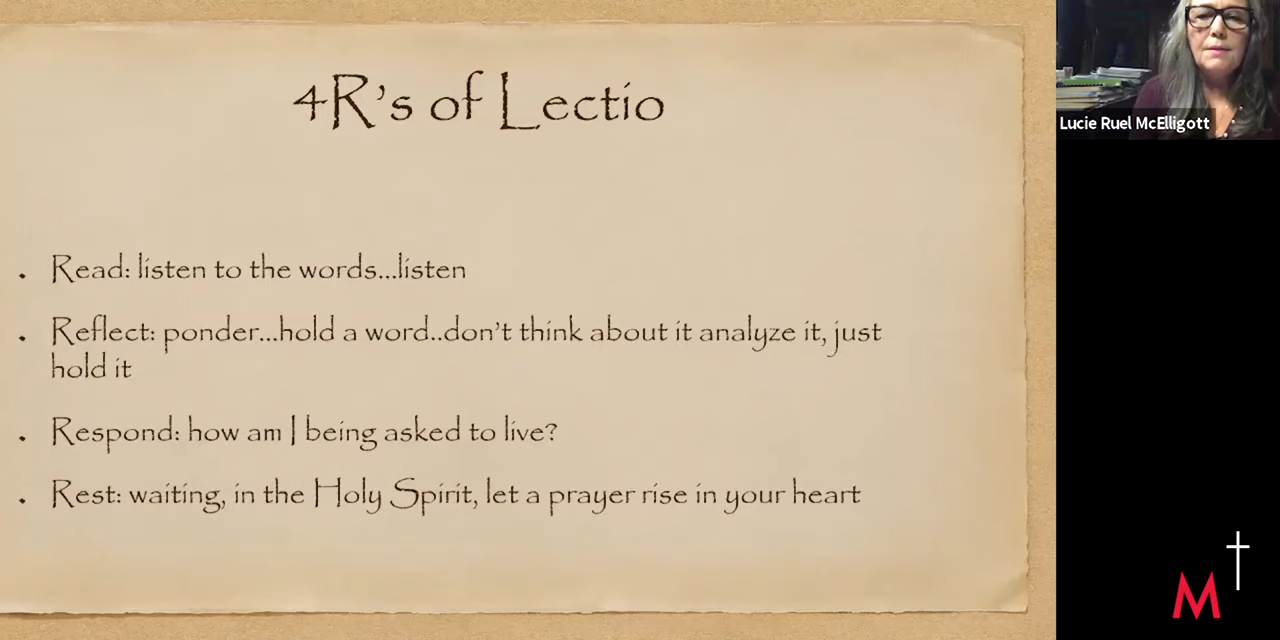 4R's of Lectio
. Read: listen to the words...listen
. Reflect: ponder...hold a word..don't think about it analyze it, just
hold it
. Respond: how am I being asked to live?
. Rest: waiting, in the Holy Spirit, let a prayer rise in your heart
Lucie Ruel McElligott
M